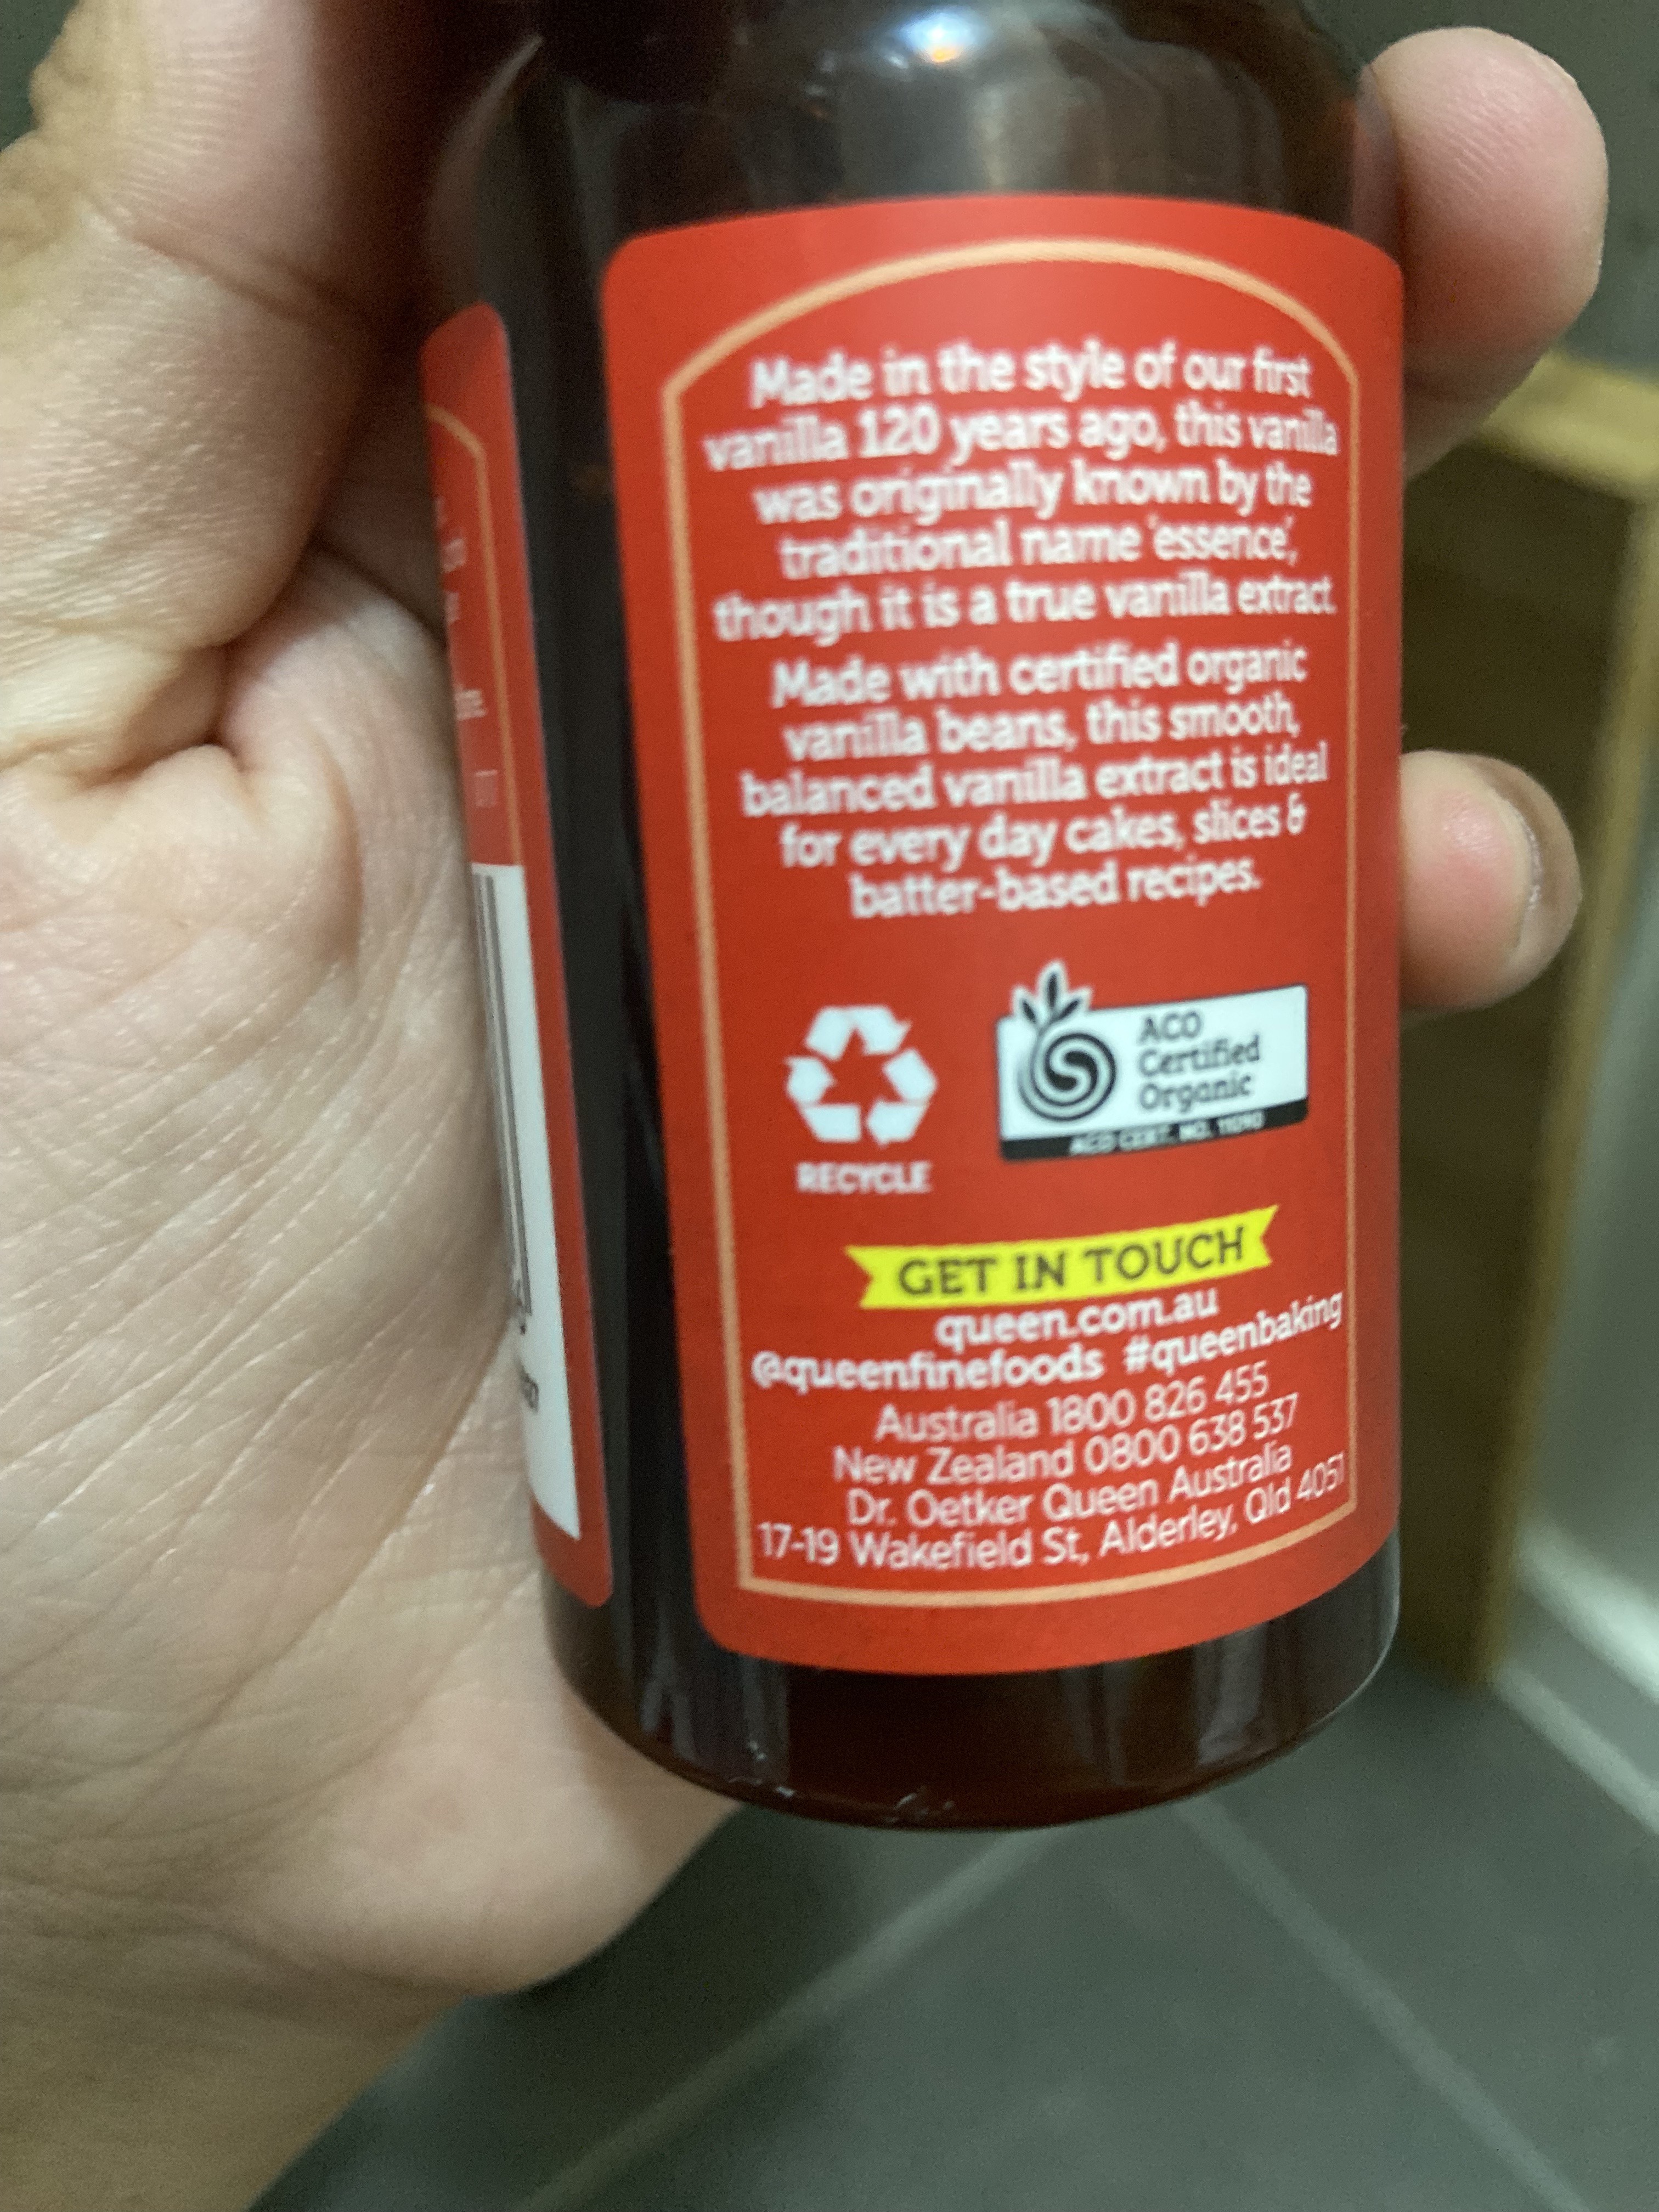 Made in the style of our first
vanilla 120 years ago, this vanilla
was originally known by the
traditional name 'essence',
though it is a true vanilla extract.
Made with certified organic
vanilla beans, this smooth,
balanced vanilla extract is ideal
for every day cakes, slices &
batter-based recipes.
RECYCLE
ACO
Certified
Organic
ACO CERT. NO. 11090
GET IN TOUCH
queen.com.au
@queenfinefoods #queenbaking
Australia 1800 826 455
New Zealand 0800 638 537
Dr. Oetker Queen Australia
17-19 Wakefield St, Alderley, Qld 4051